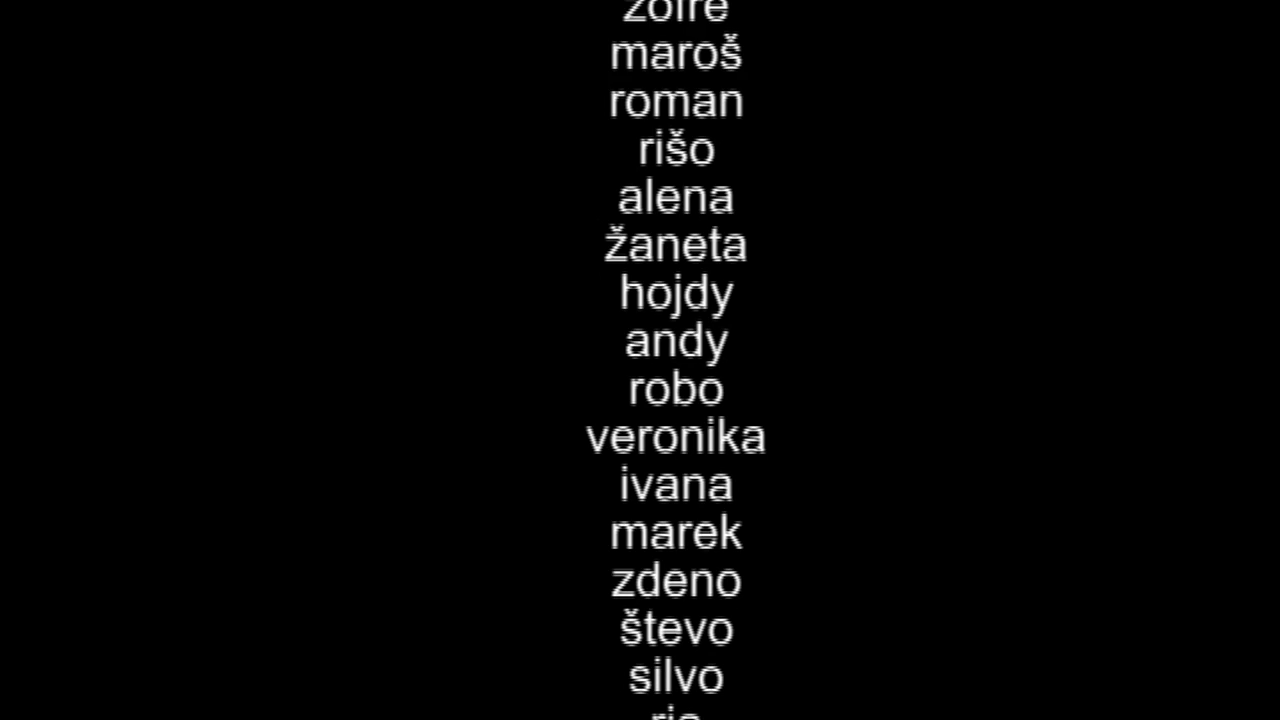 maroš
roman
rišo
alena
žaneta
hojdy
andy
robo
veronika
ivana
marek
zdeno
števo
silvo